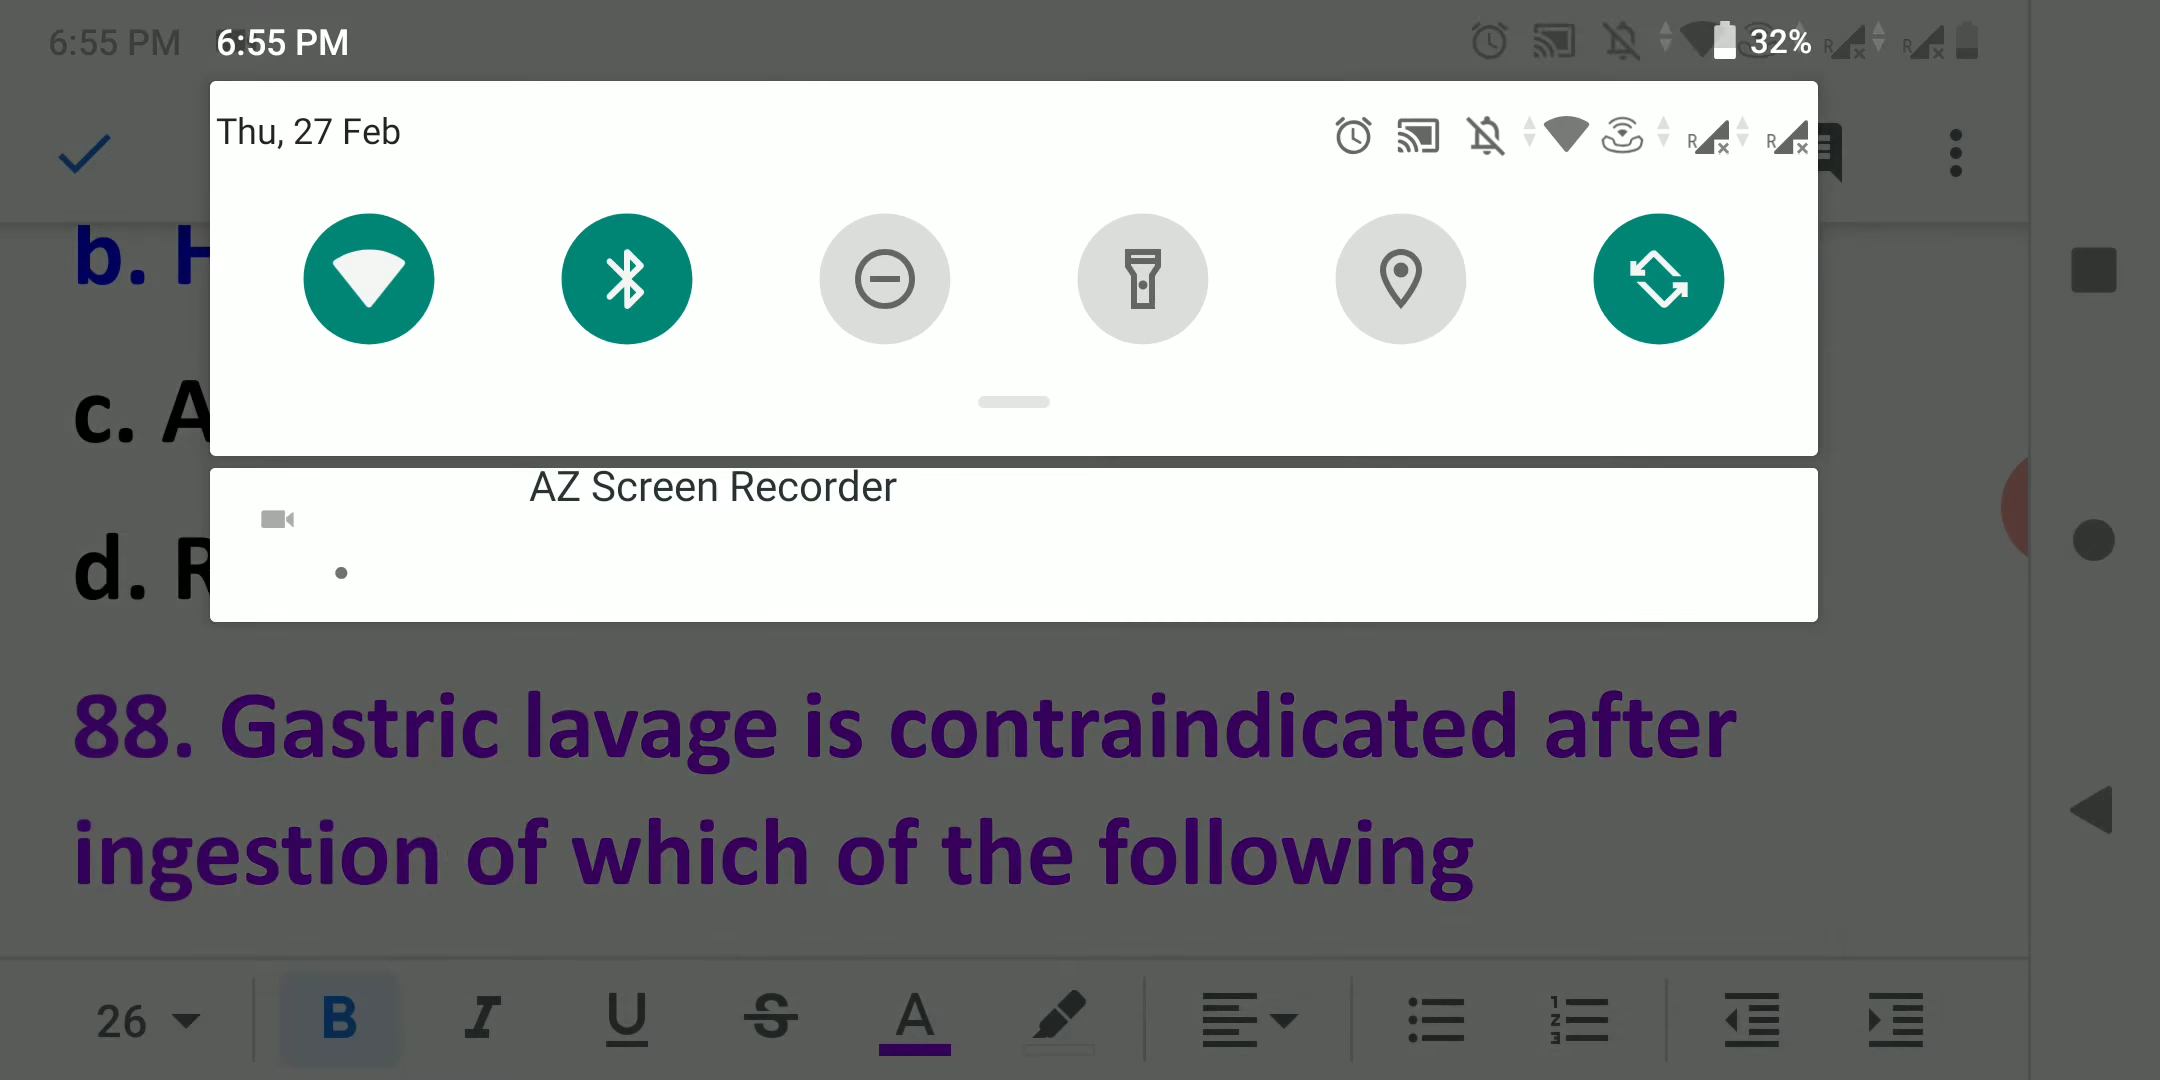 6:55 PM 6:55 PM 32% R R
Thu, 27 Feb R R
b. H
c. A
AZ Screen Recorder
d. R
88. Gastric lavage is contraindicated after
ingestion of which of the following
26 B I U S A